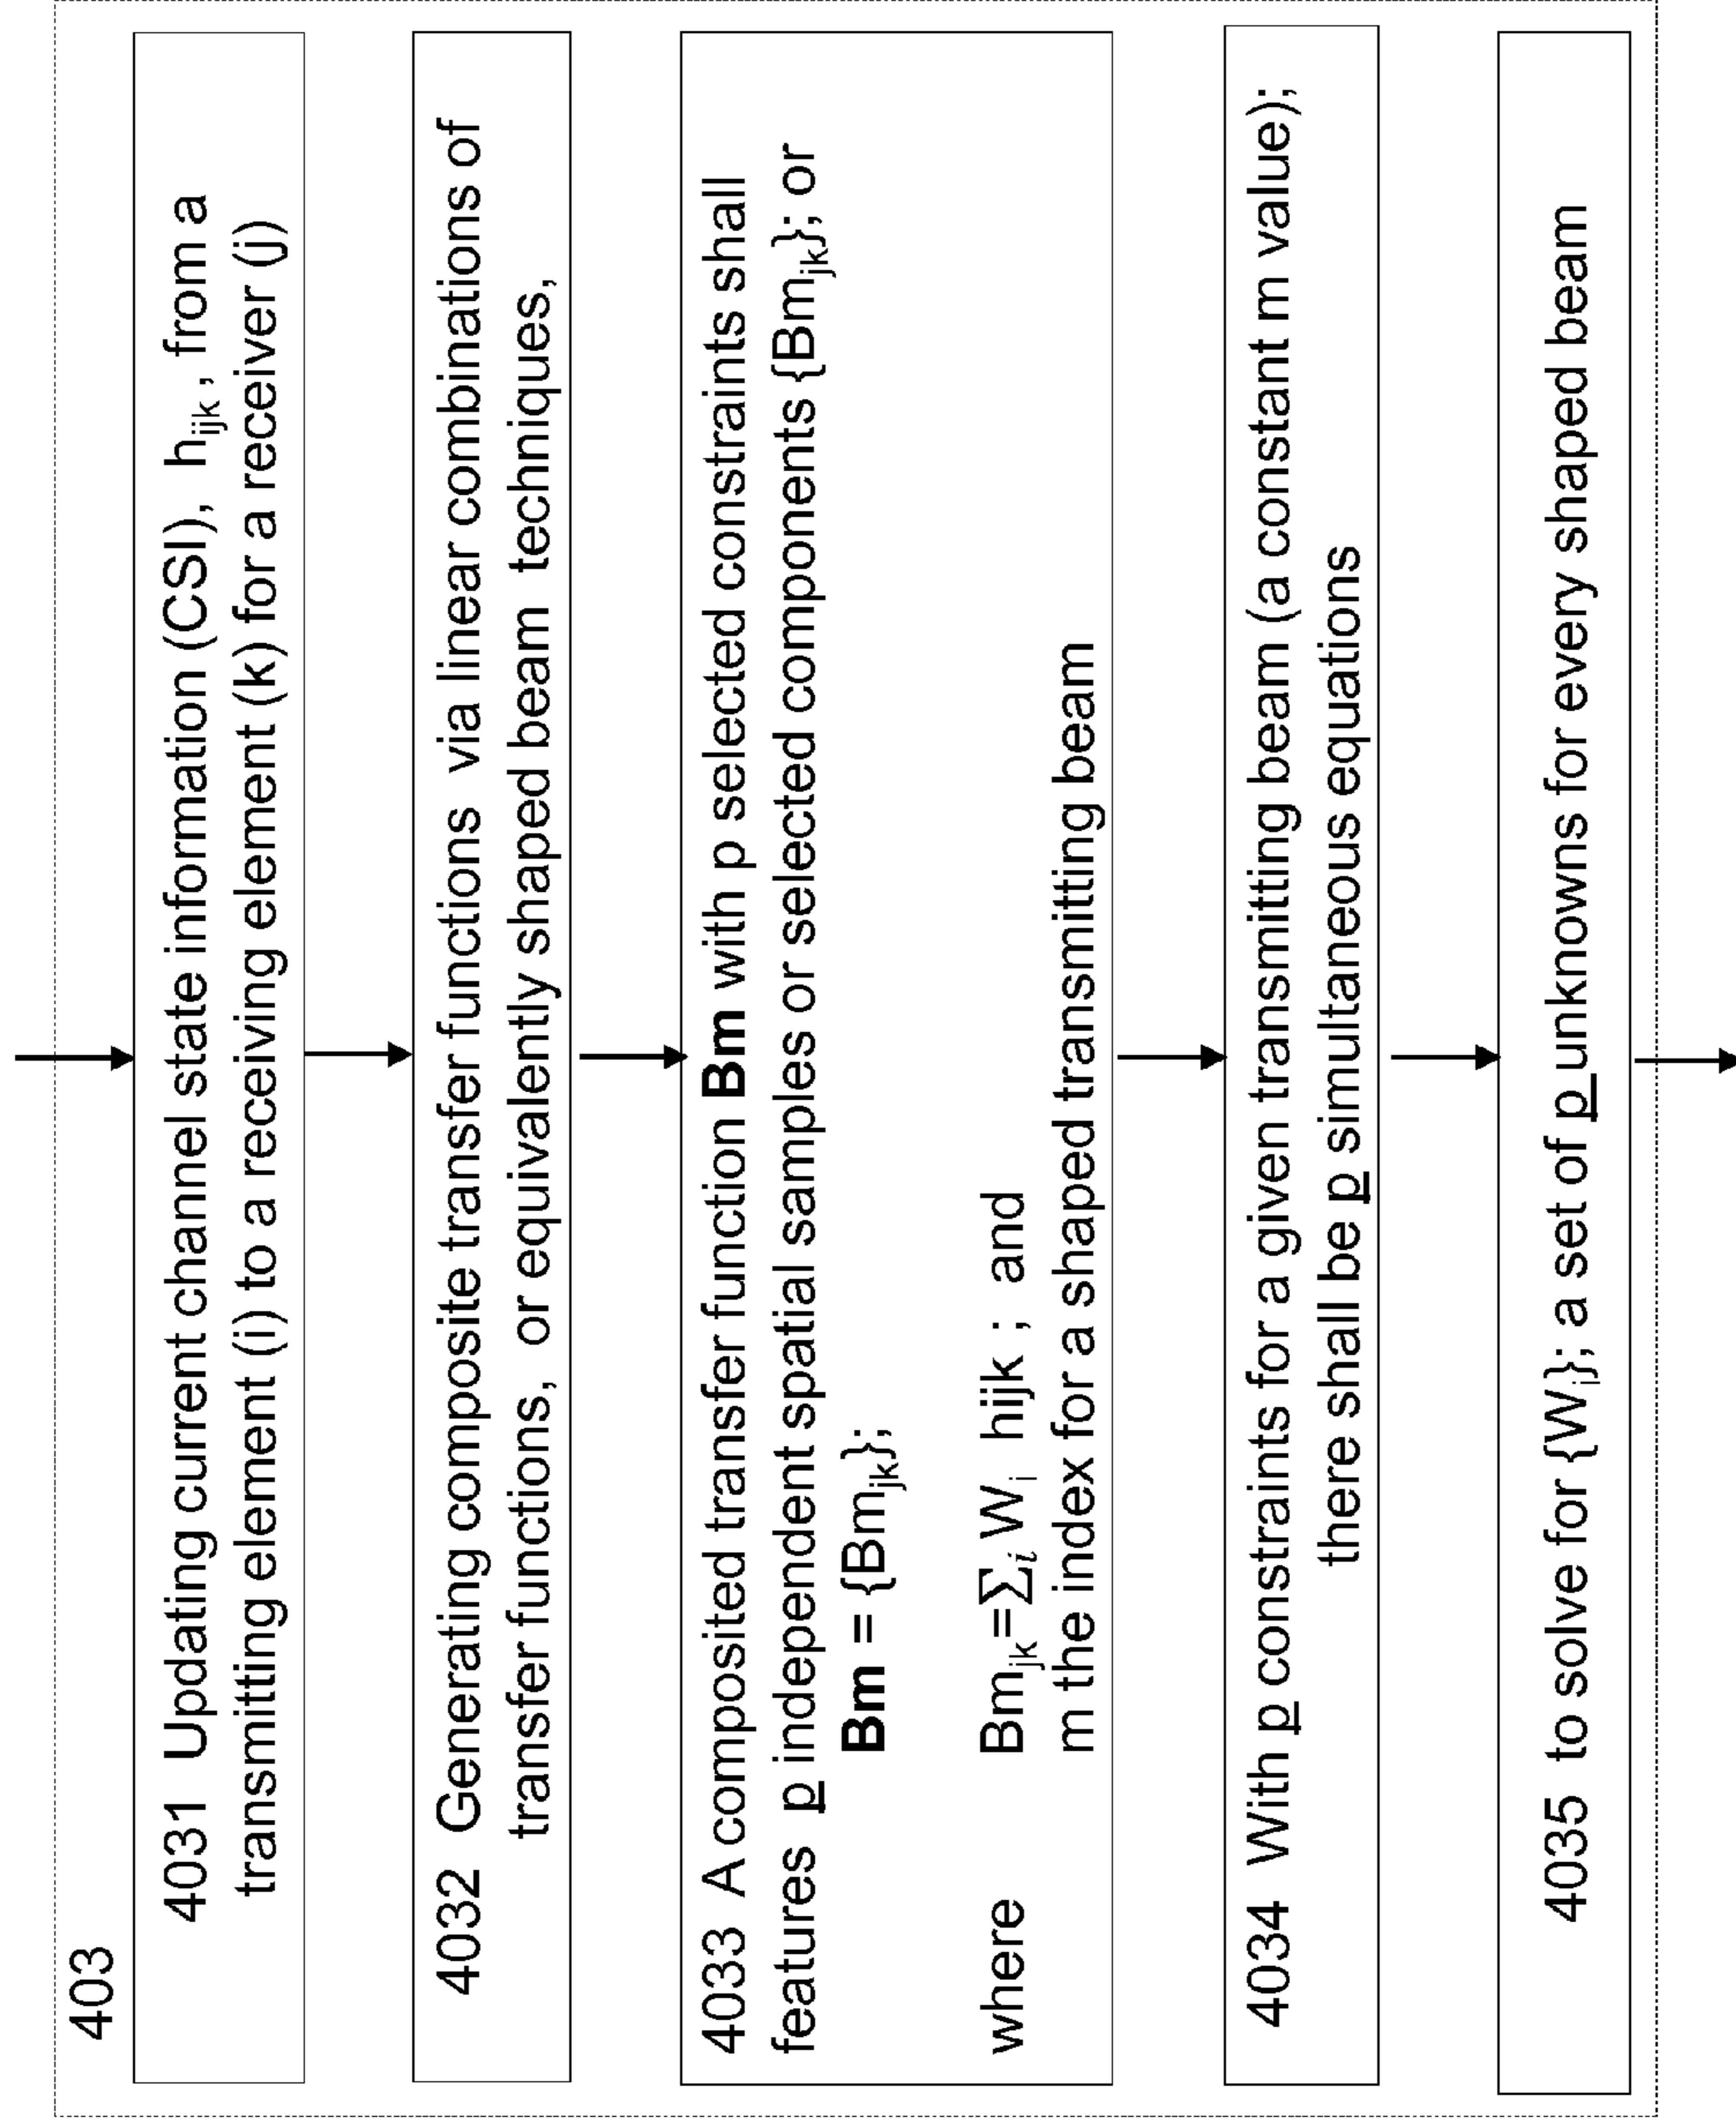 403
4031 Updating current channel state information (CSI), hijk , from a
transmitting element (i) to a receiving element (k) for a receiver (j)
4032 Generating composite transfer functions via linear combinations of
transfer functions, or equivalently shaped beam techniques,
4033 A composited transfer function Bm with p selected constraints shall
features p independent spatial samples or selected components {Bmjk}; or
Bm = {Bmjk};
where Bmjk=∑i Wi hijk ; and
m the index for a shaped transmitting beam
4034 With p constraints for a given transmitting beam (a constant m value);
there shall be p simultaneous equations
4035 to solve for {Wi}; a set of p unknowns for every shaped beam